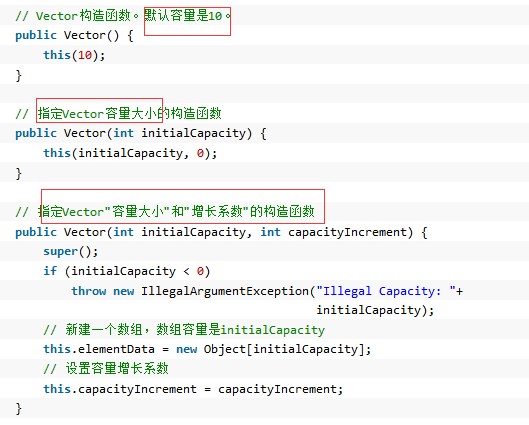 // Vector构造函数。默认容量是10。
public Vector() {
    this(10);
}
// 指定Vector容量大小的构造函数
public Vector(int initialCapacity) {
    this(initialCapacity, 0);
}
// 指定Vector"容量大小"和"增长系数"的构造函数
public Vector(int initialCapacity, int capacityIncrement) {
    super();
    if (initialCapacity < 0)
        throw new IllegalArgumentException("Illegal Capacity: "+
                                           initialCapacity);
    // 新建一个数组，数组容量是initialCapacity
    this.elementData = new Object[initialCapacity];
    // 设置容量增长系数
    this.capacityIncrement = capacityIncrement;
}